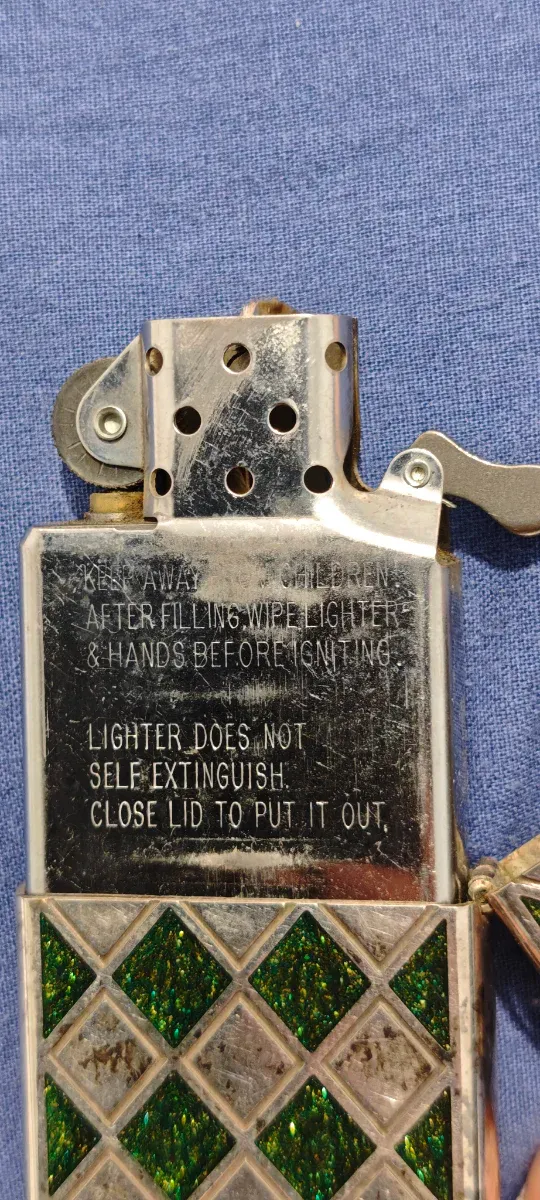 KEEP AWAY FROM CHILDREN.
AFTER FILLING WIPE LIGHTER
& HANDS BEFORE IGNITING.
LIGHTER DOES NOT
SELF EXTINGUISH.
CLOSE LID TO PUT IT OUT.